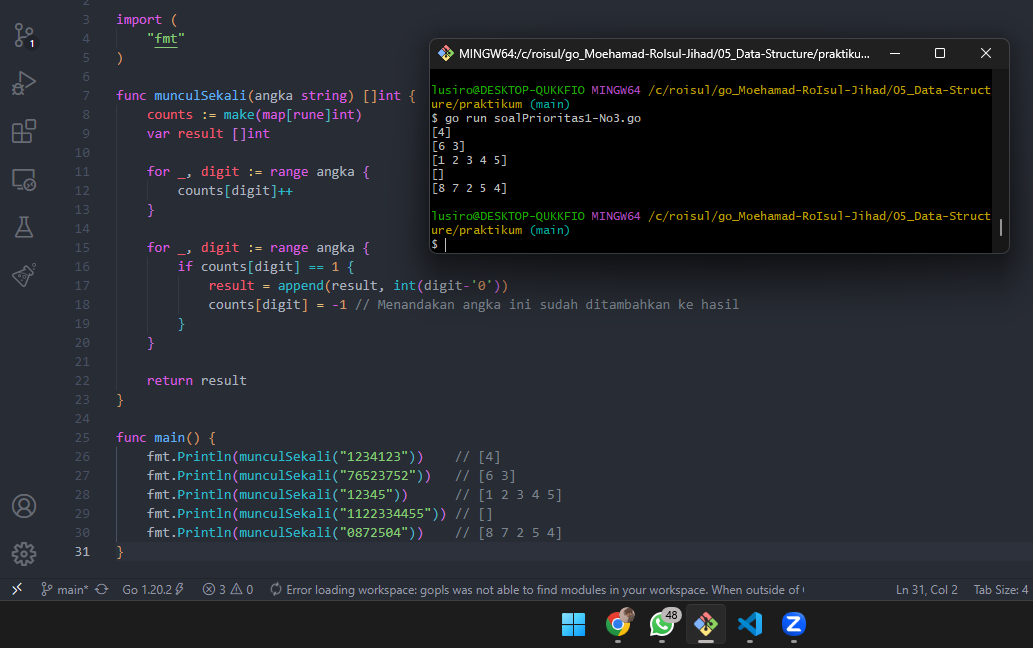 2
3 import (
4 "fmt"
5 )
6
7 func munculSekali(angka string) []int {
8 counts := make(map[rune]int)
9 var result []int
10
11 for _, digit := range angka {
12 counts[digit]++
13 }
14
15 for _, digit := range angka {
16 if counts[digit] == 1 {
17 result = append(result, int(digit-'0'))
18 counts[digit] = -1 // Menandakan angka ini sudah ditambahkan ke hasil
19 }
20 }
21
22 return result
23 }
24
25 func main() {
26 fmt.Println(munculSekali("1234123")) // [4]
27 fmt.Println(munculSekali("76523752")) // [6 3]
28 fmt.Println(munculSekali("12345")) // [1 2 3 4 5]
29 fmt.Println(munculSekali("1122334455")) // []
30 fmt.Println(munculSekali("0872504")) // [8 7 2 5 4]
31 }
1
MINGW64:/c/roisul/go_Moehamad-RoIsul-Jihad/05_Data-Structure/praktiku...
lusiro@DESKTOP-QUKKFIO MINGW64 /c/roisul/go_Moehamad-RoIsul-Jihad/05_Data-Struct
ure/praktikum (main)
$ go run soalPrioritas1-No3.go
[4]
[6 3]
[1 2 3 4 5]
[]
[8 7 2 5 4]
lusiro@DESKTOP-QUKKFIO MINGW64 /c/roisul/go_Moehamad-RoIsul-Jihad/05_Data-Struct
ure/praktikum (main)
$
main* Go 1.20.2 3 0 Error loading workspace: gopls was not able to find modules in your workspace. When outside of Ln 31, Col 2 Tab Size: 4
48
Z